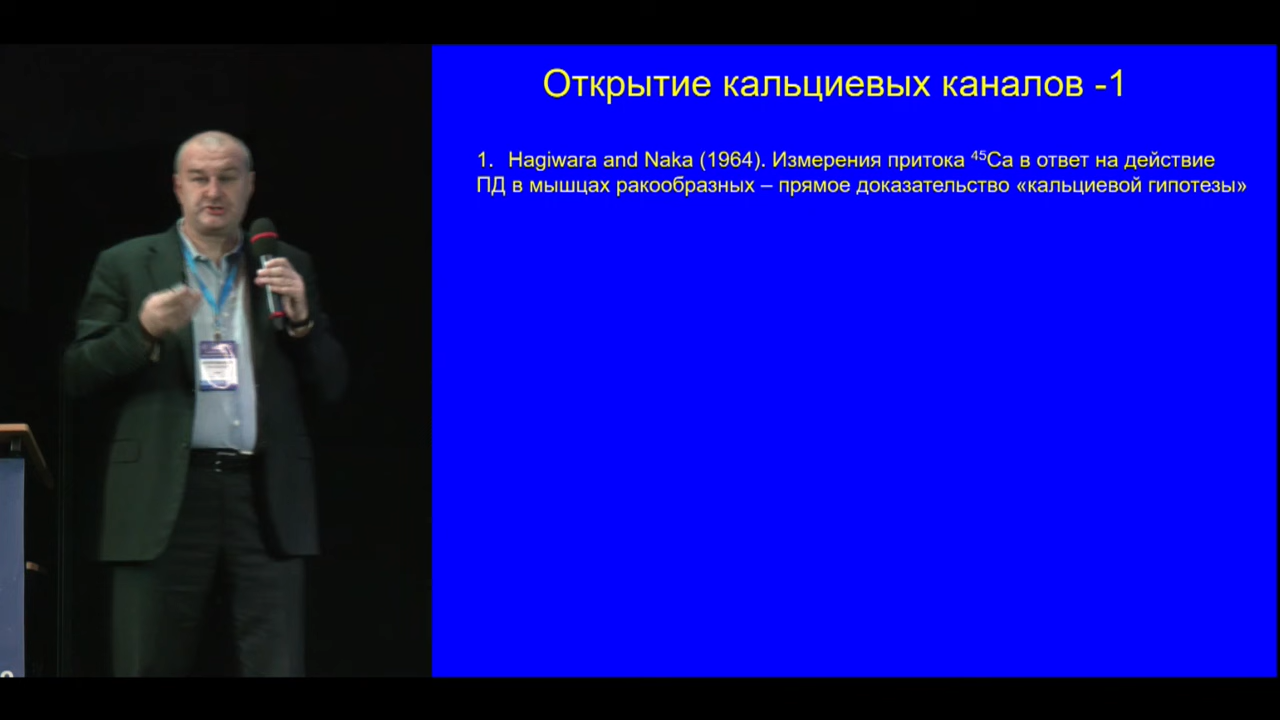 Открытие кальциевых каналов -1
1. Hagiwara and Naka (1964). Измерения притока ⁴⁵Ca в ответ на действие
ПД в мышцах ракообразных – прямое доказательство «кальциевой гипотезы»